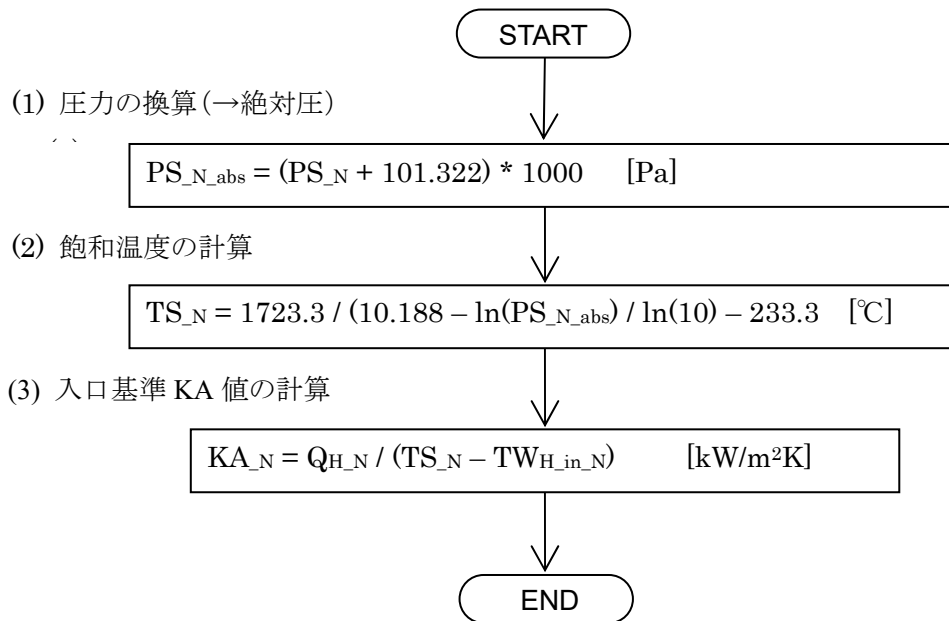 START
(1) 圧力の換算(→絶対圧)
PS_N_abs = (PS_N + 101.322) * 1000 [Pa]
(2) 飽和温度の計算
TS_N = 1723.3 / (10.188 – ln(PS_N_abs) / ln(10) – 233.3 [℃]
(3) 入口基準 KA 値の計算
KA_N = QH_N / (TS_N – TWH_in_N) [kW/m²K]
END